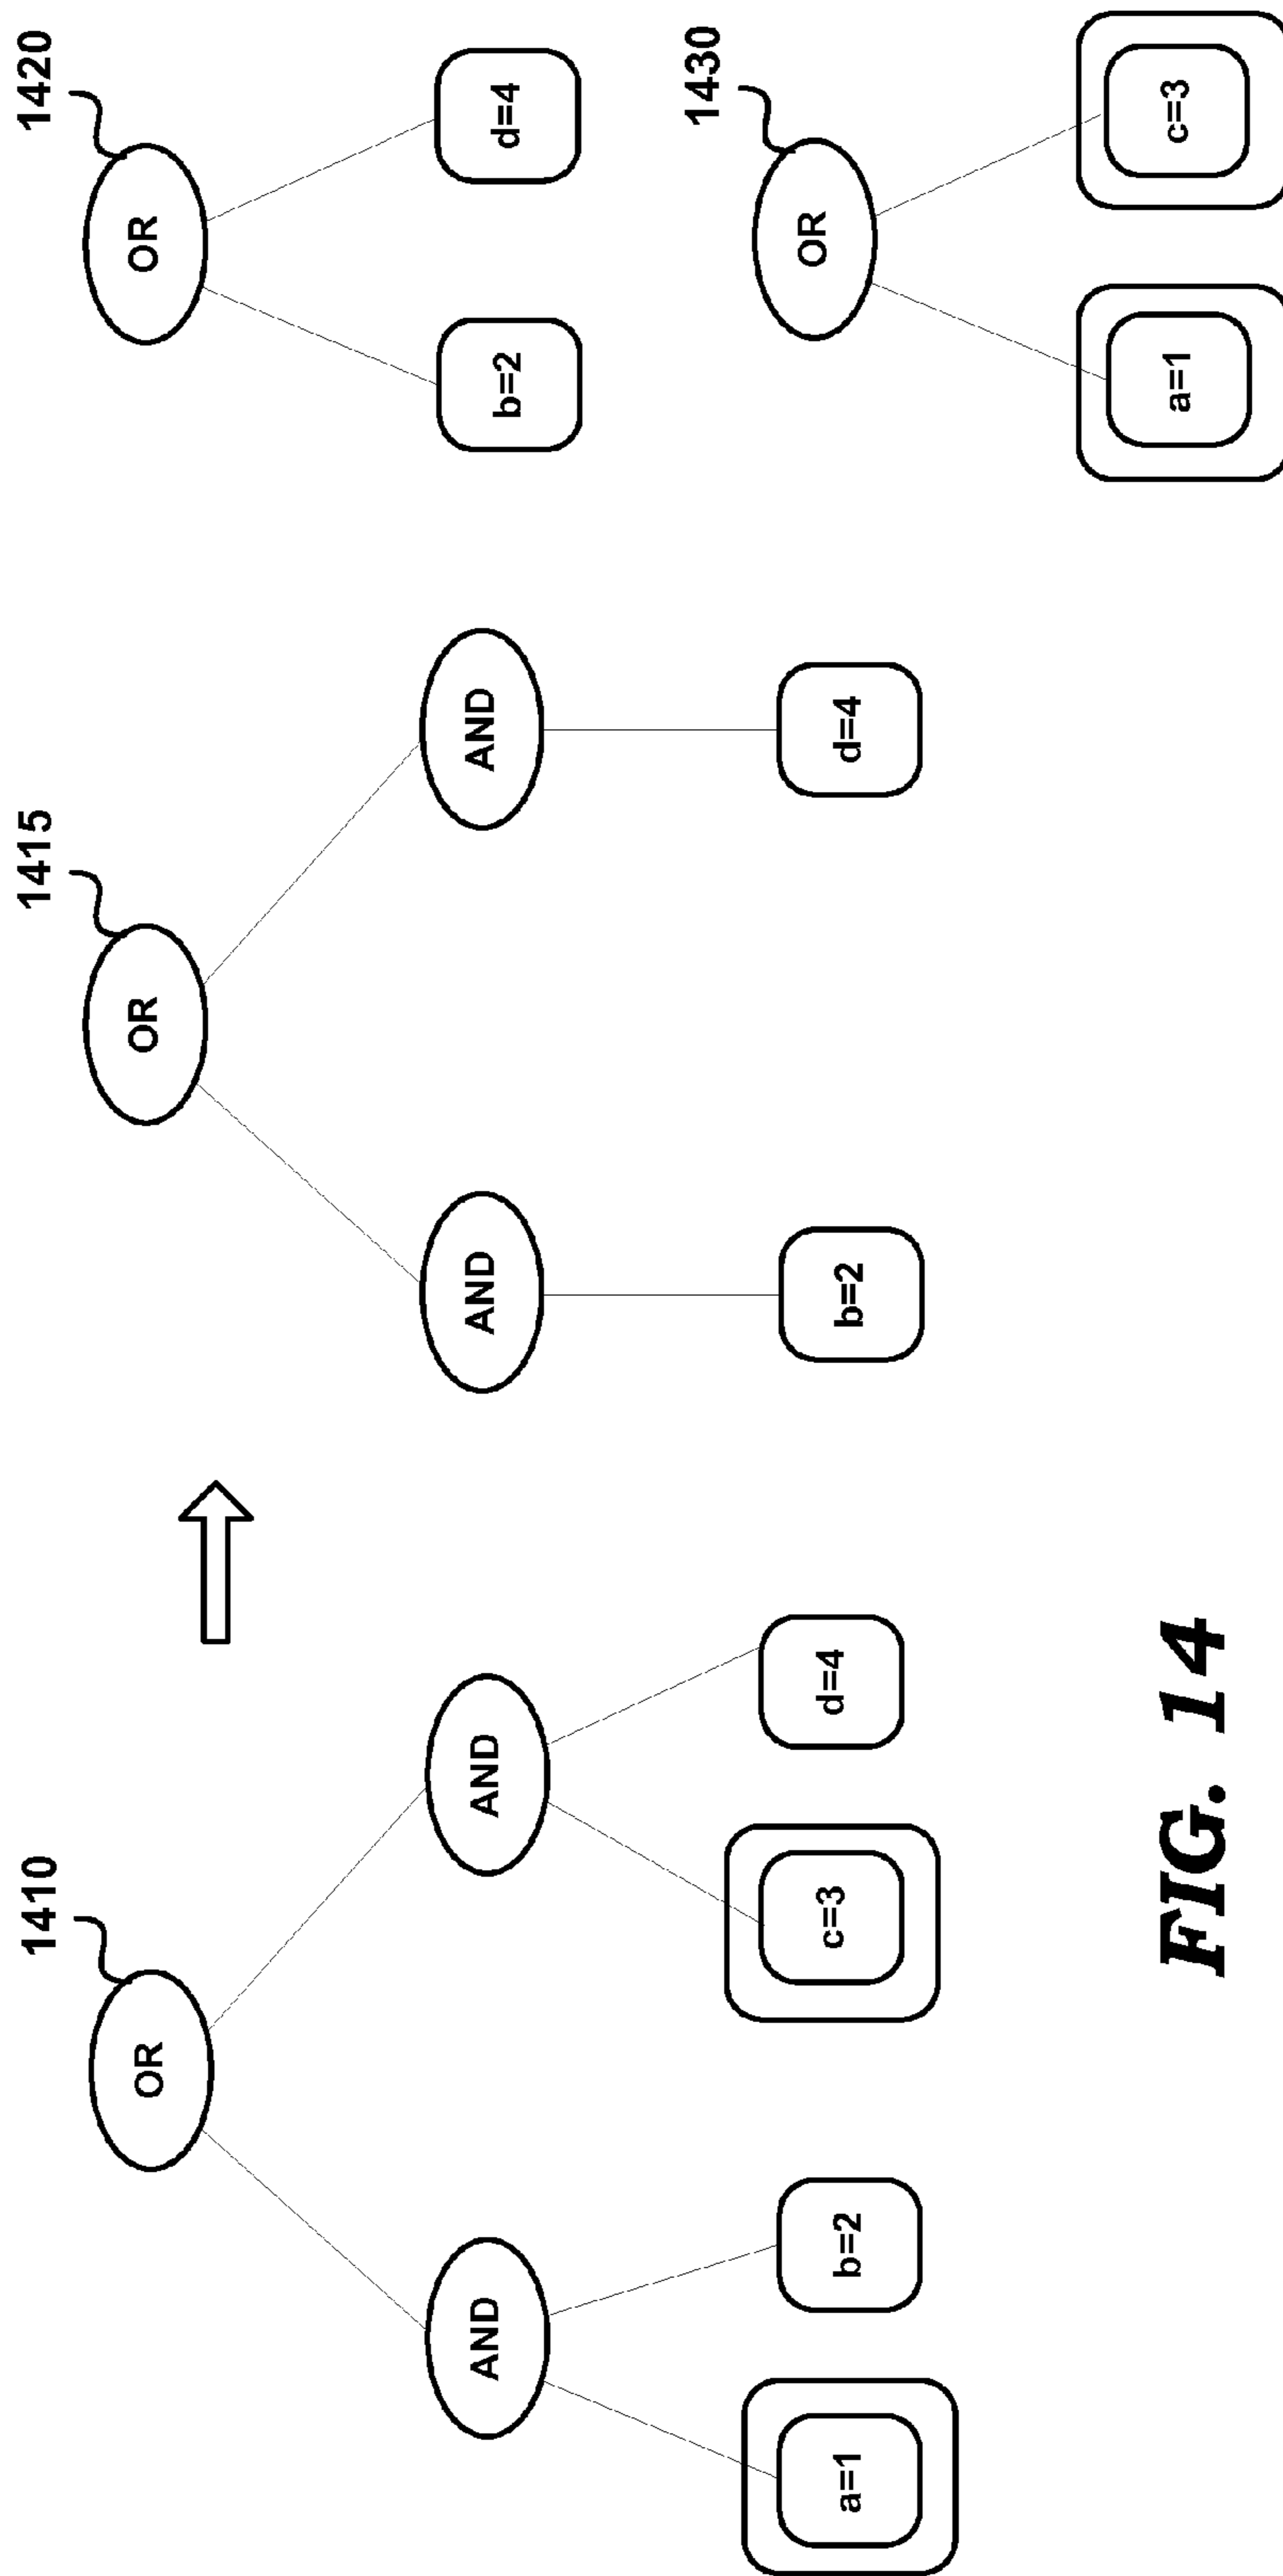 1410
OR
AND
AND
a=1
b=2
c=3
d=4
1415
OR
AND
AND
b=2
d=4
1420
OR
b=2
d=4
1430
OR
a=1
c=3
FIG. 14